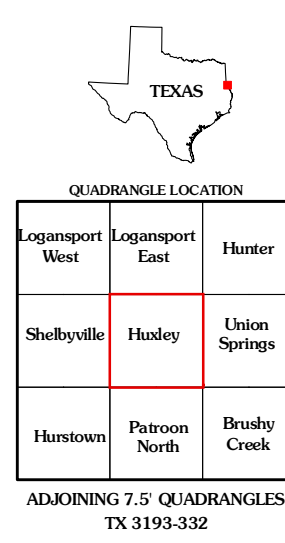 TEXAS
QUADRANGLE LOCATION
Logansport West
Logansport East
Hunter
Shelbyville
Huxley
Union Springs
Hurstown
Patroon North
Brushy Creek
ADJOINING 7.5' QUADRANGLES
TX 3193-332